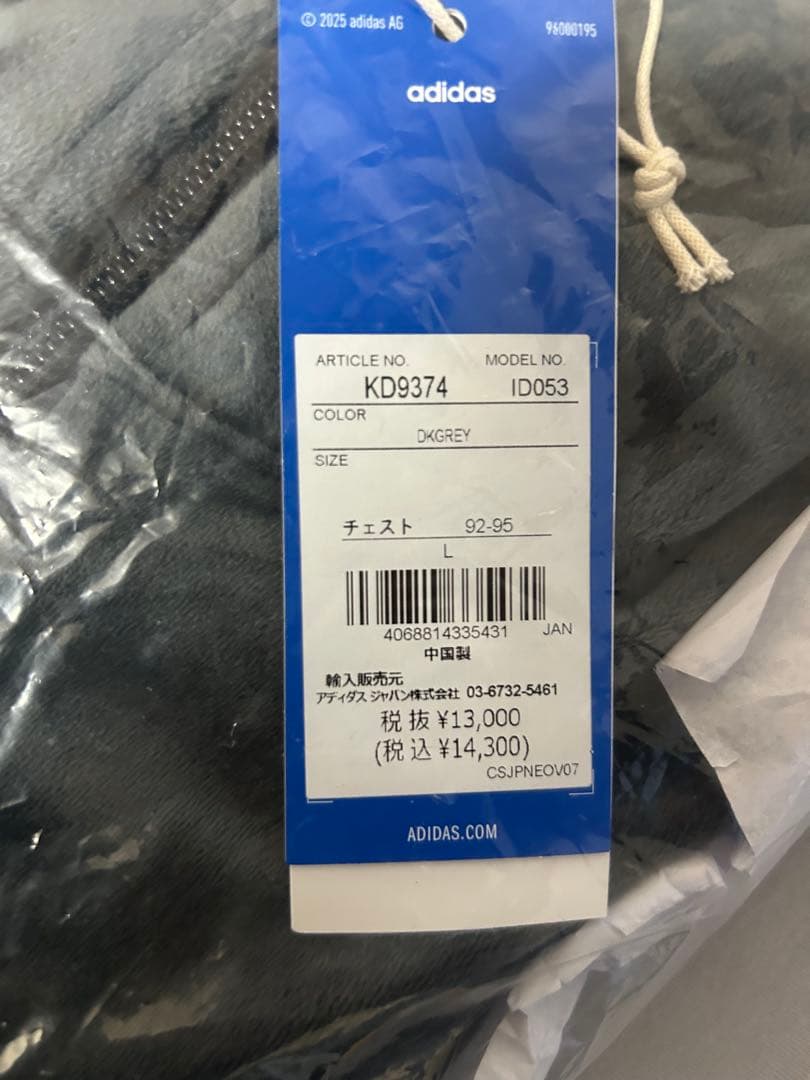 © 2025 adidas AG 96000195
adidas
ARTICLE NO. MODEL NO.
KD9374 ID053
COLOR
DKGREY
SIZE
チェスト 92-95
L
4068814335431 JAN
中国製
輸入販売元
アディダス ジャパン株式会社 03-6732-5461
税抜 ¥13,000
(税込 ¥14,300)
CSJPNEOV07
ADIDAS.COM